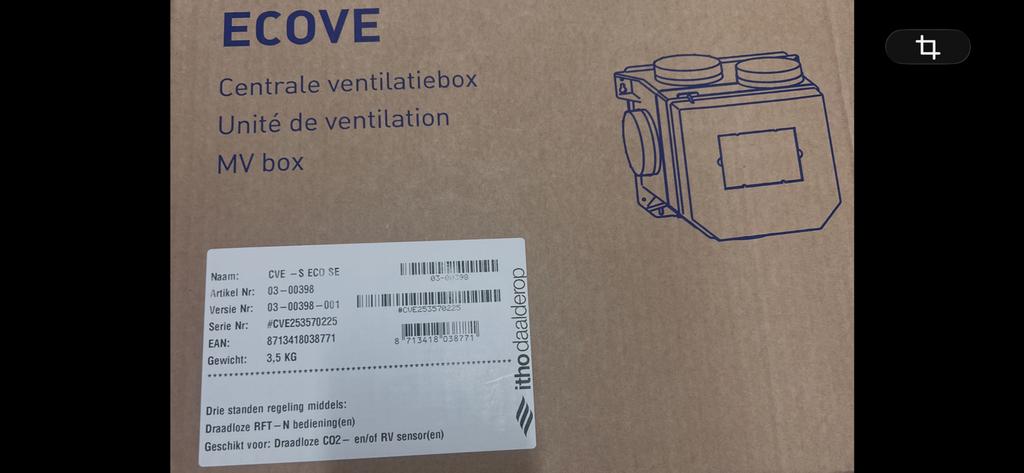 ECOVE
Centrale ventilatiebox
Unité de ventilation
MV box
Naam: CVE -S ECO SE
Artikel Nr: 03-00398
Versie Nr: 03-00398-001
Serie Nr: #CVE253570225
EAN: 8713418038771
Gewicht: 3,5 KG
03-00398
#CVE253570225
8 713418 038771
***************************************************
Drie standen regeling middels:
Draadloze RFT-N bediening(en)
Geschikt voor: Draadloze CO2- en/of RV sensor(en)
itho daalderop